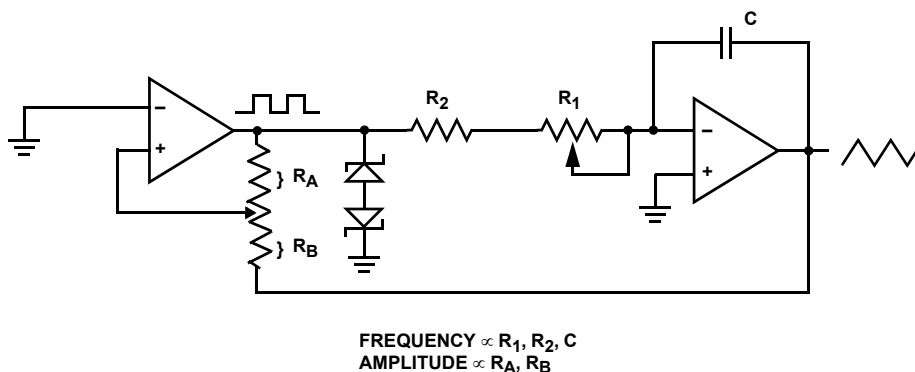 C
R2
R1
–
+
RA
RB
–
+
FREQUENCY ∝ R1, R2, C
AMPLITUDE ∝ RA, RB